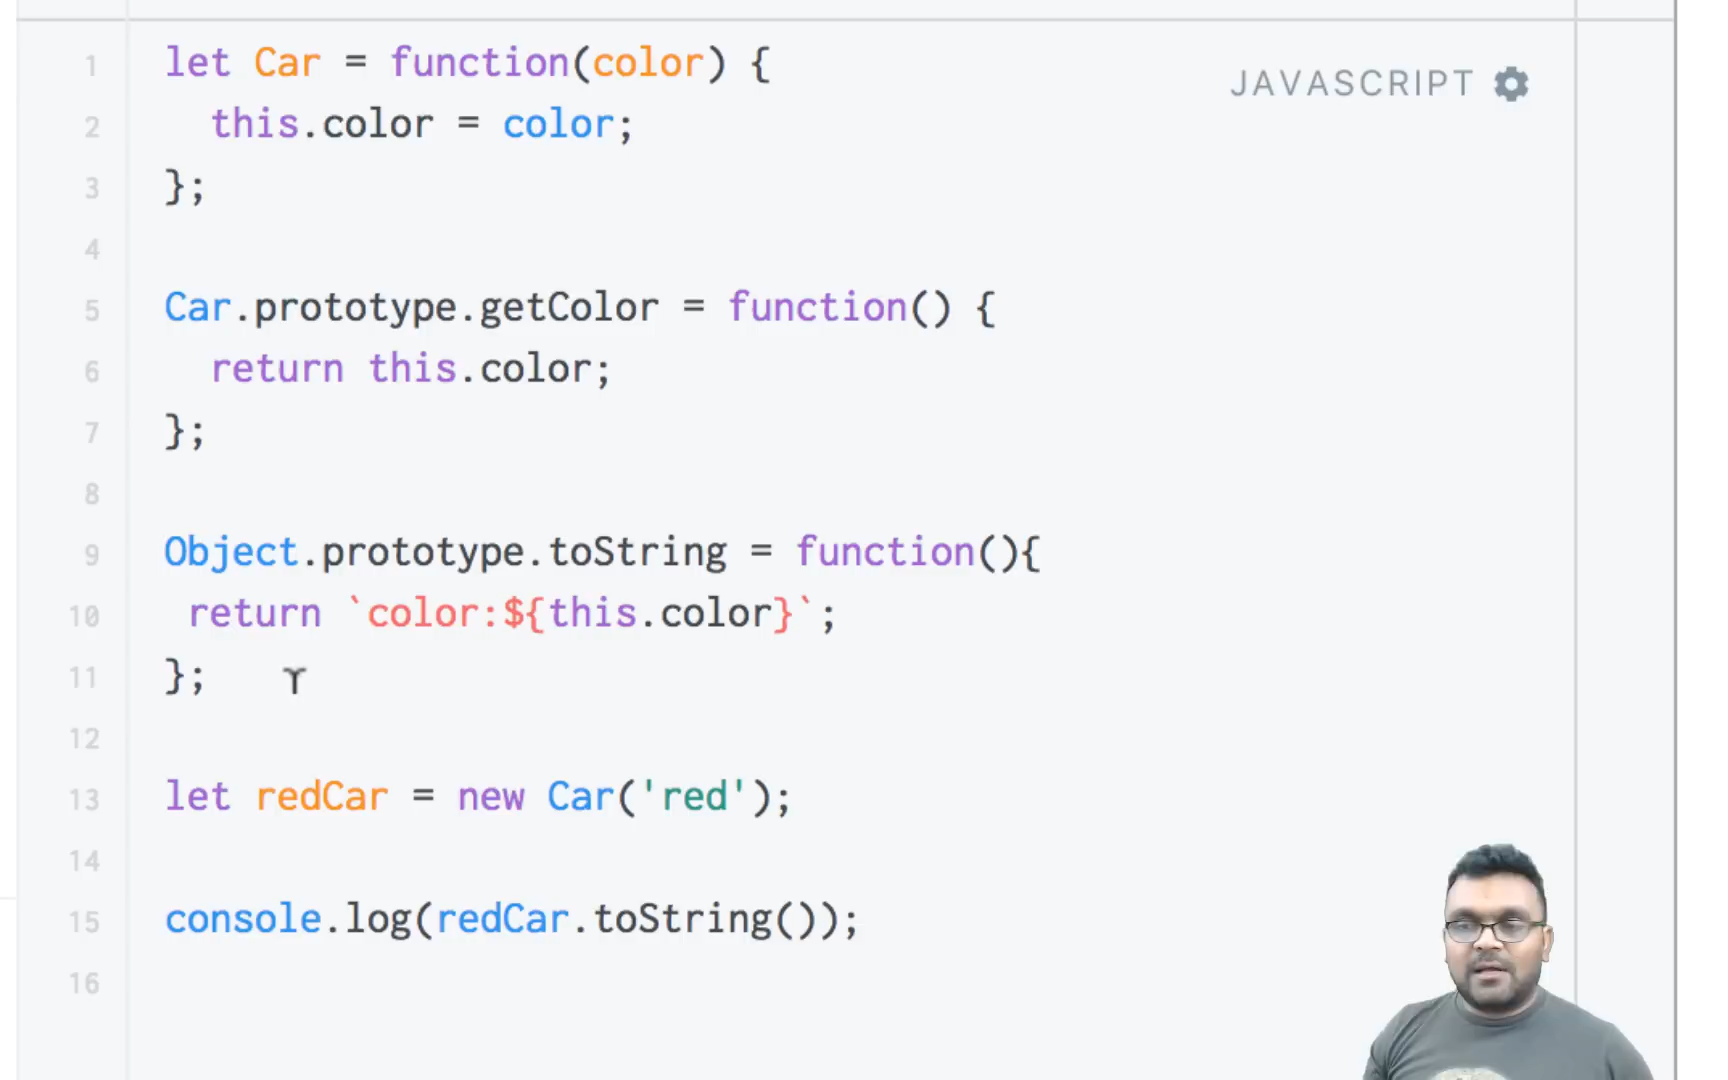 1 let Car = function(color) {
JAVASCRIPT
2 this.color = color;
3 };
4
5 Car.prototype.getColor = function() {
6 return this.color;
7 };
8
9 Object.prototype.toString = function(){
10 return `color:${this.color}`;
11 };
12
13 let redCar = new Car('red');
14
15 console.log(redCar.toString());
16